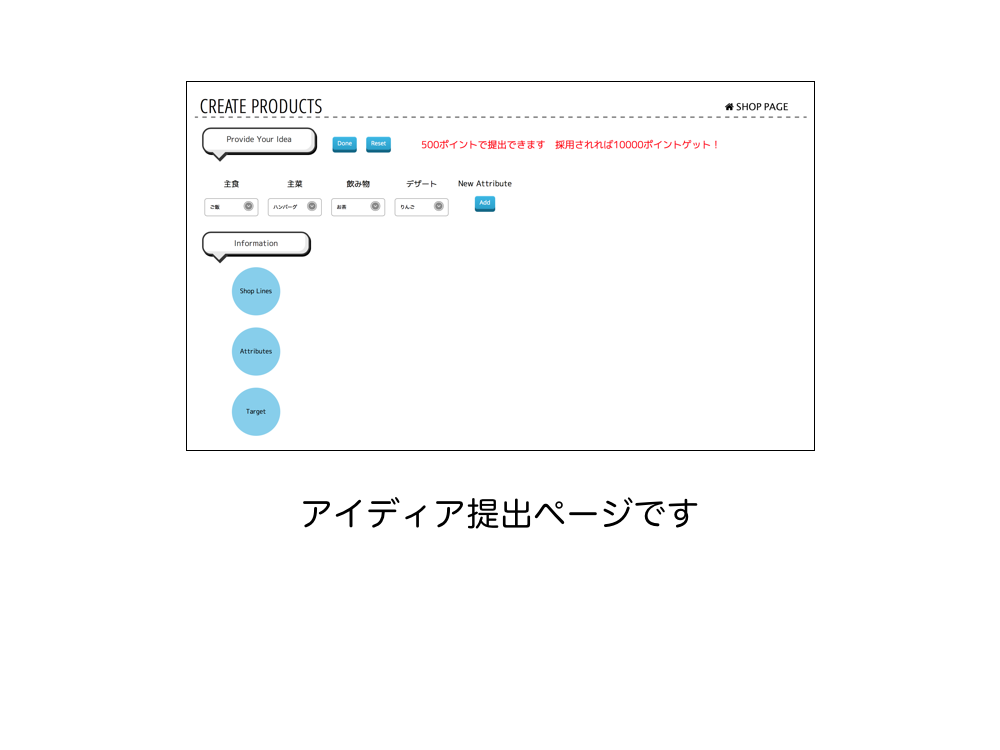 CREATE PRODUCTS
SHOP PAGE
Provide Your Idea
Done
Reset
500ポイントで提出できます 採用されれば10000ポイントゲット！
主食 主菜 飲み物 デザート New Attribute
ご飯 ハンバーグ お茶 りんご Add
Information
Shop Lines
Attributes
Target
アイディア提出ページです